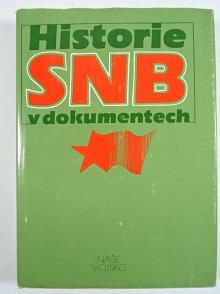 Historie
SNB
v dokumentech
NAŠE
VOJSKO